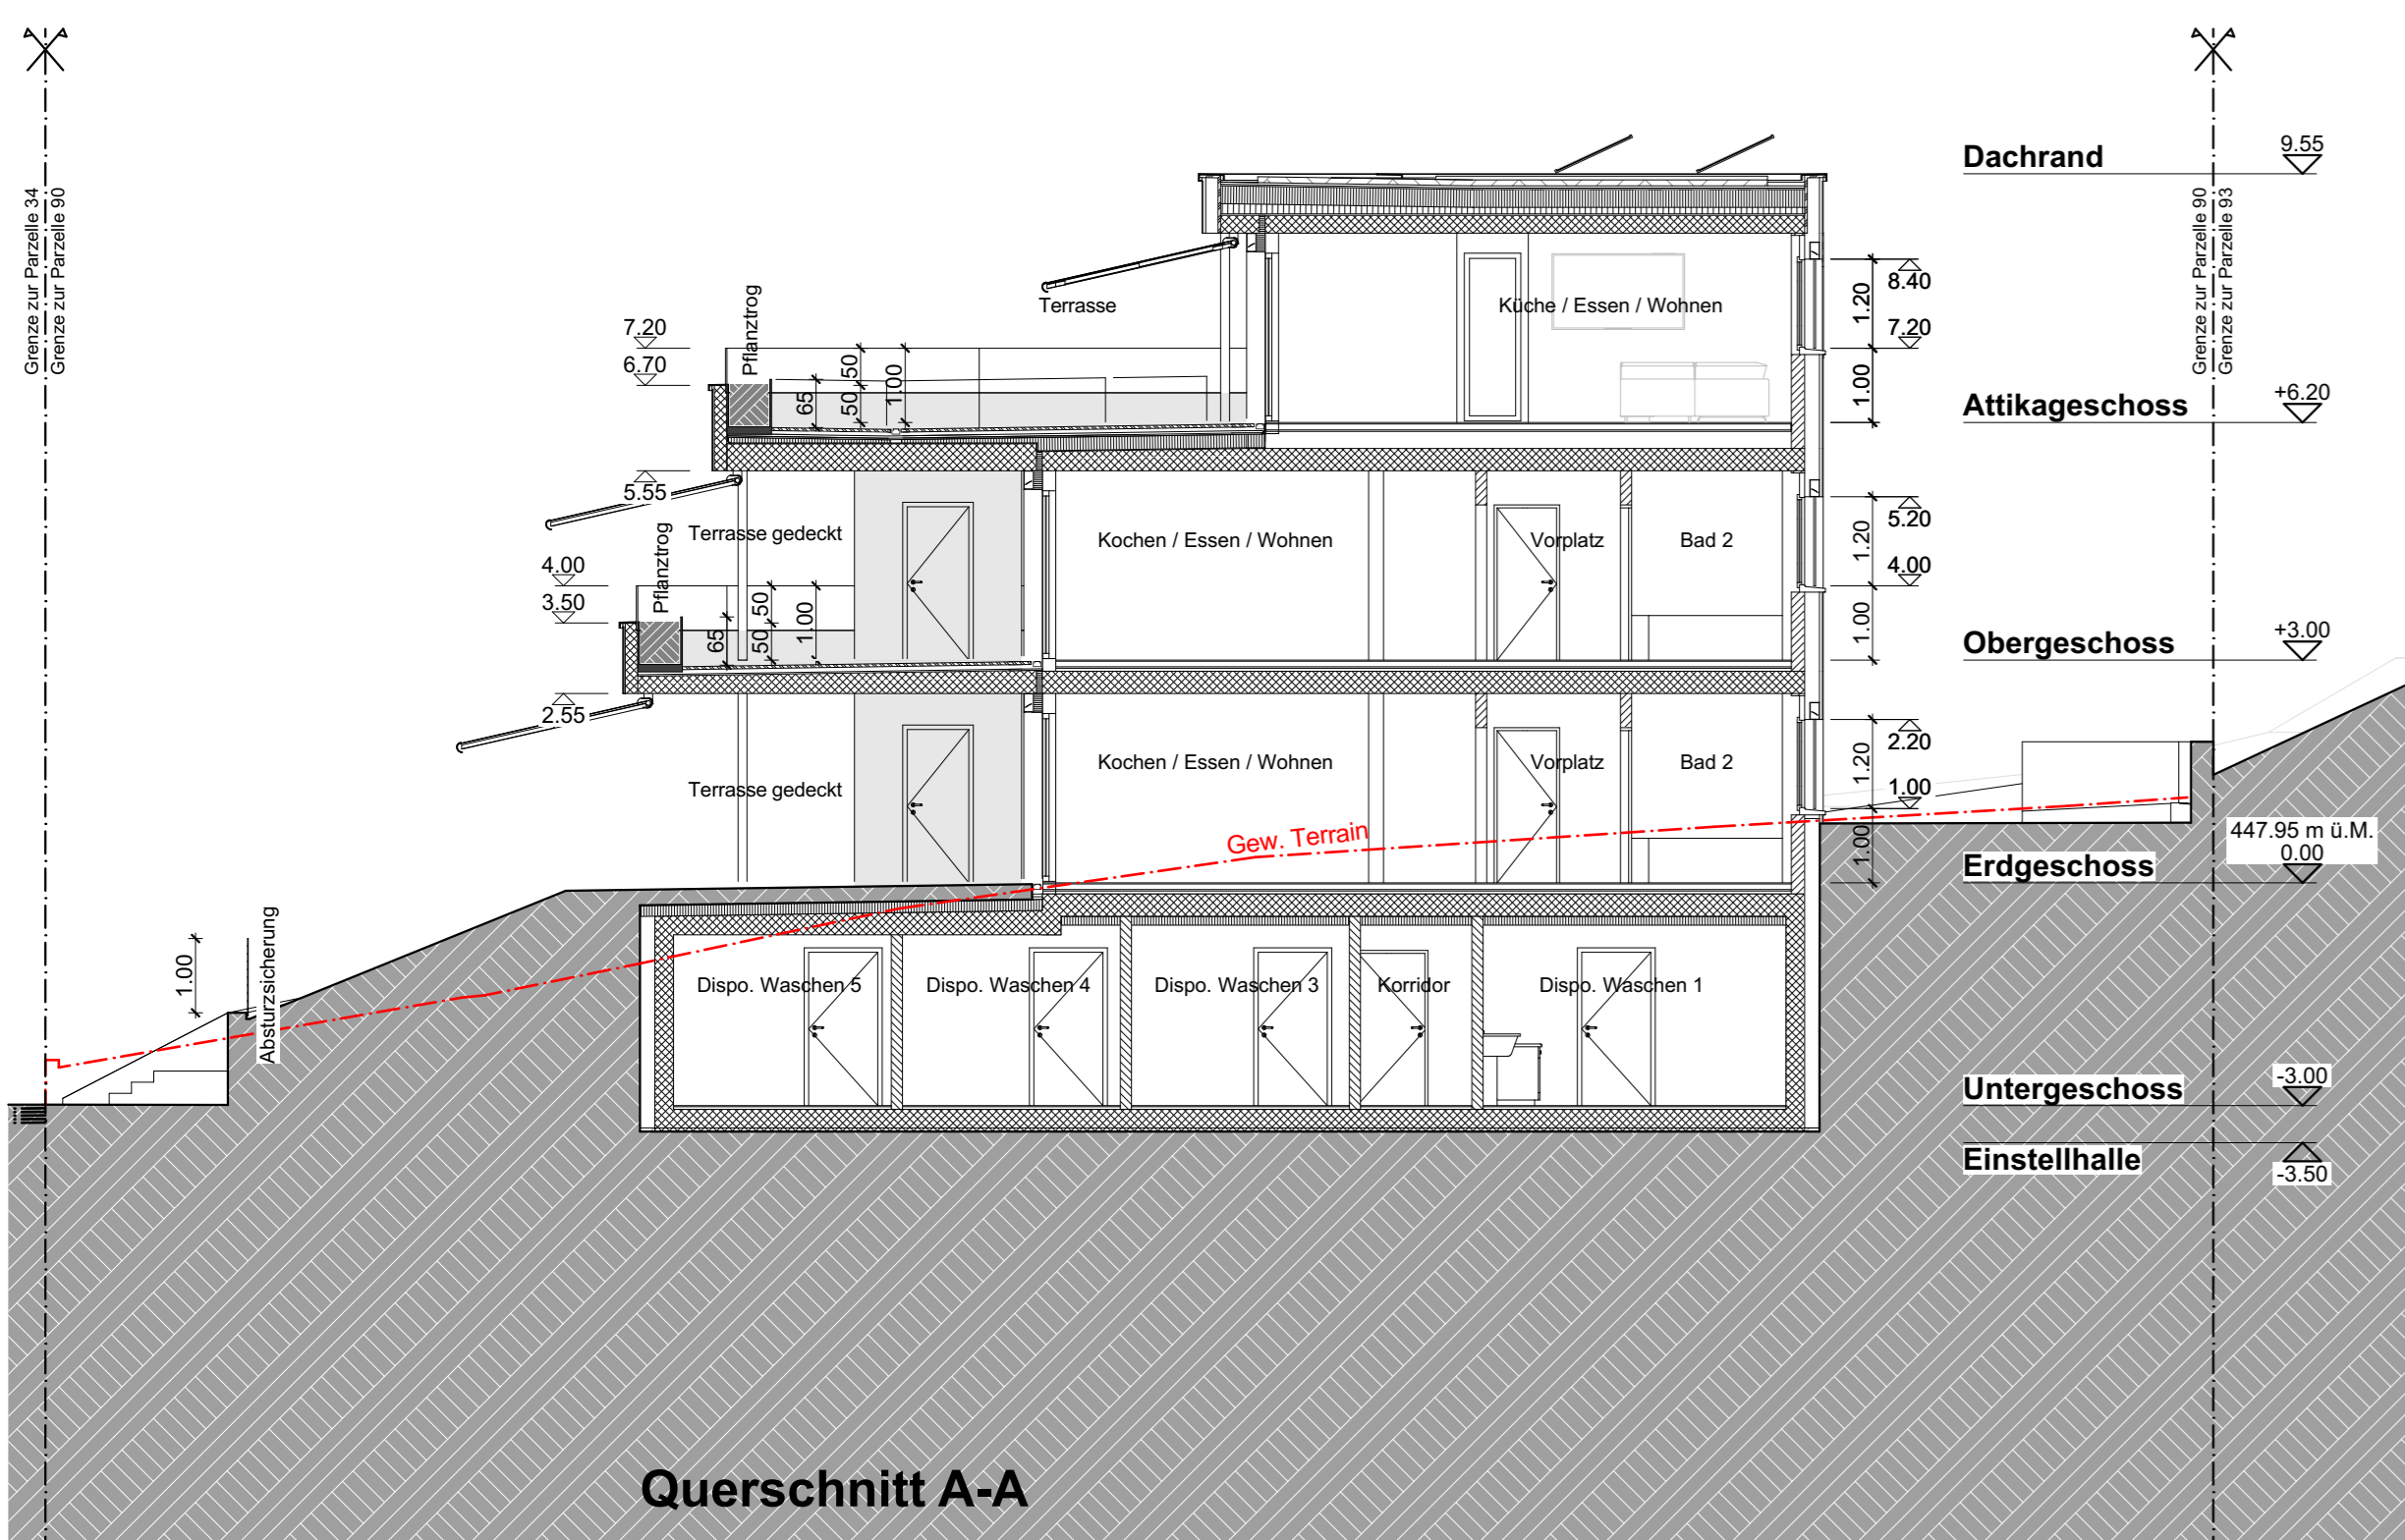 Grenze zur Parzelle 34
Grenze zur Parzelle 90
Grenze zur Parzelle 90
Grenze zur Parzelle 93
Dachrand
9.55
Terrasse
Küche / Essen / Wohnen
8.40
1.20
7.20
1.00
7.20
6.70
Pflanztrog
65
50
50
1.00
Attikageschoss
+6.20
5.55
Terrasse gedeckt
Kochen / Essen / Wohnen
Vorplatz
Bad 2
5.20
1.20
4.00
1.00
4.00
3.50
Pflanztrog
65
50
50
1.00
Obergeschoss
+3.00
2.55
Terrasse gedeckt
Kochen / Essen / Wohnen
Vorplatz
Bad 2
2.20
1.20
1.00
1.00
Gew. Terrain
447.95 m ü.M.
0.00
Erdgeschoss
1.00
Absturzsicherung
Dispo. Waschen 5
Dispo. Waschen 4
Dispo. Waschen 3
Korridor
Dispo. Waschen 1
Untergeschoss
-3.00
Einstellhalle
-3.50
Querschnitt A-A